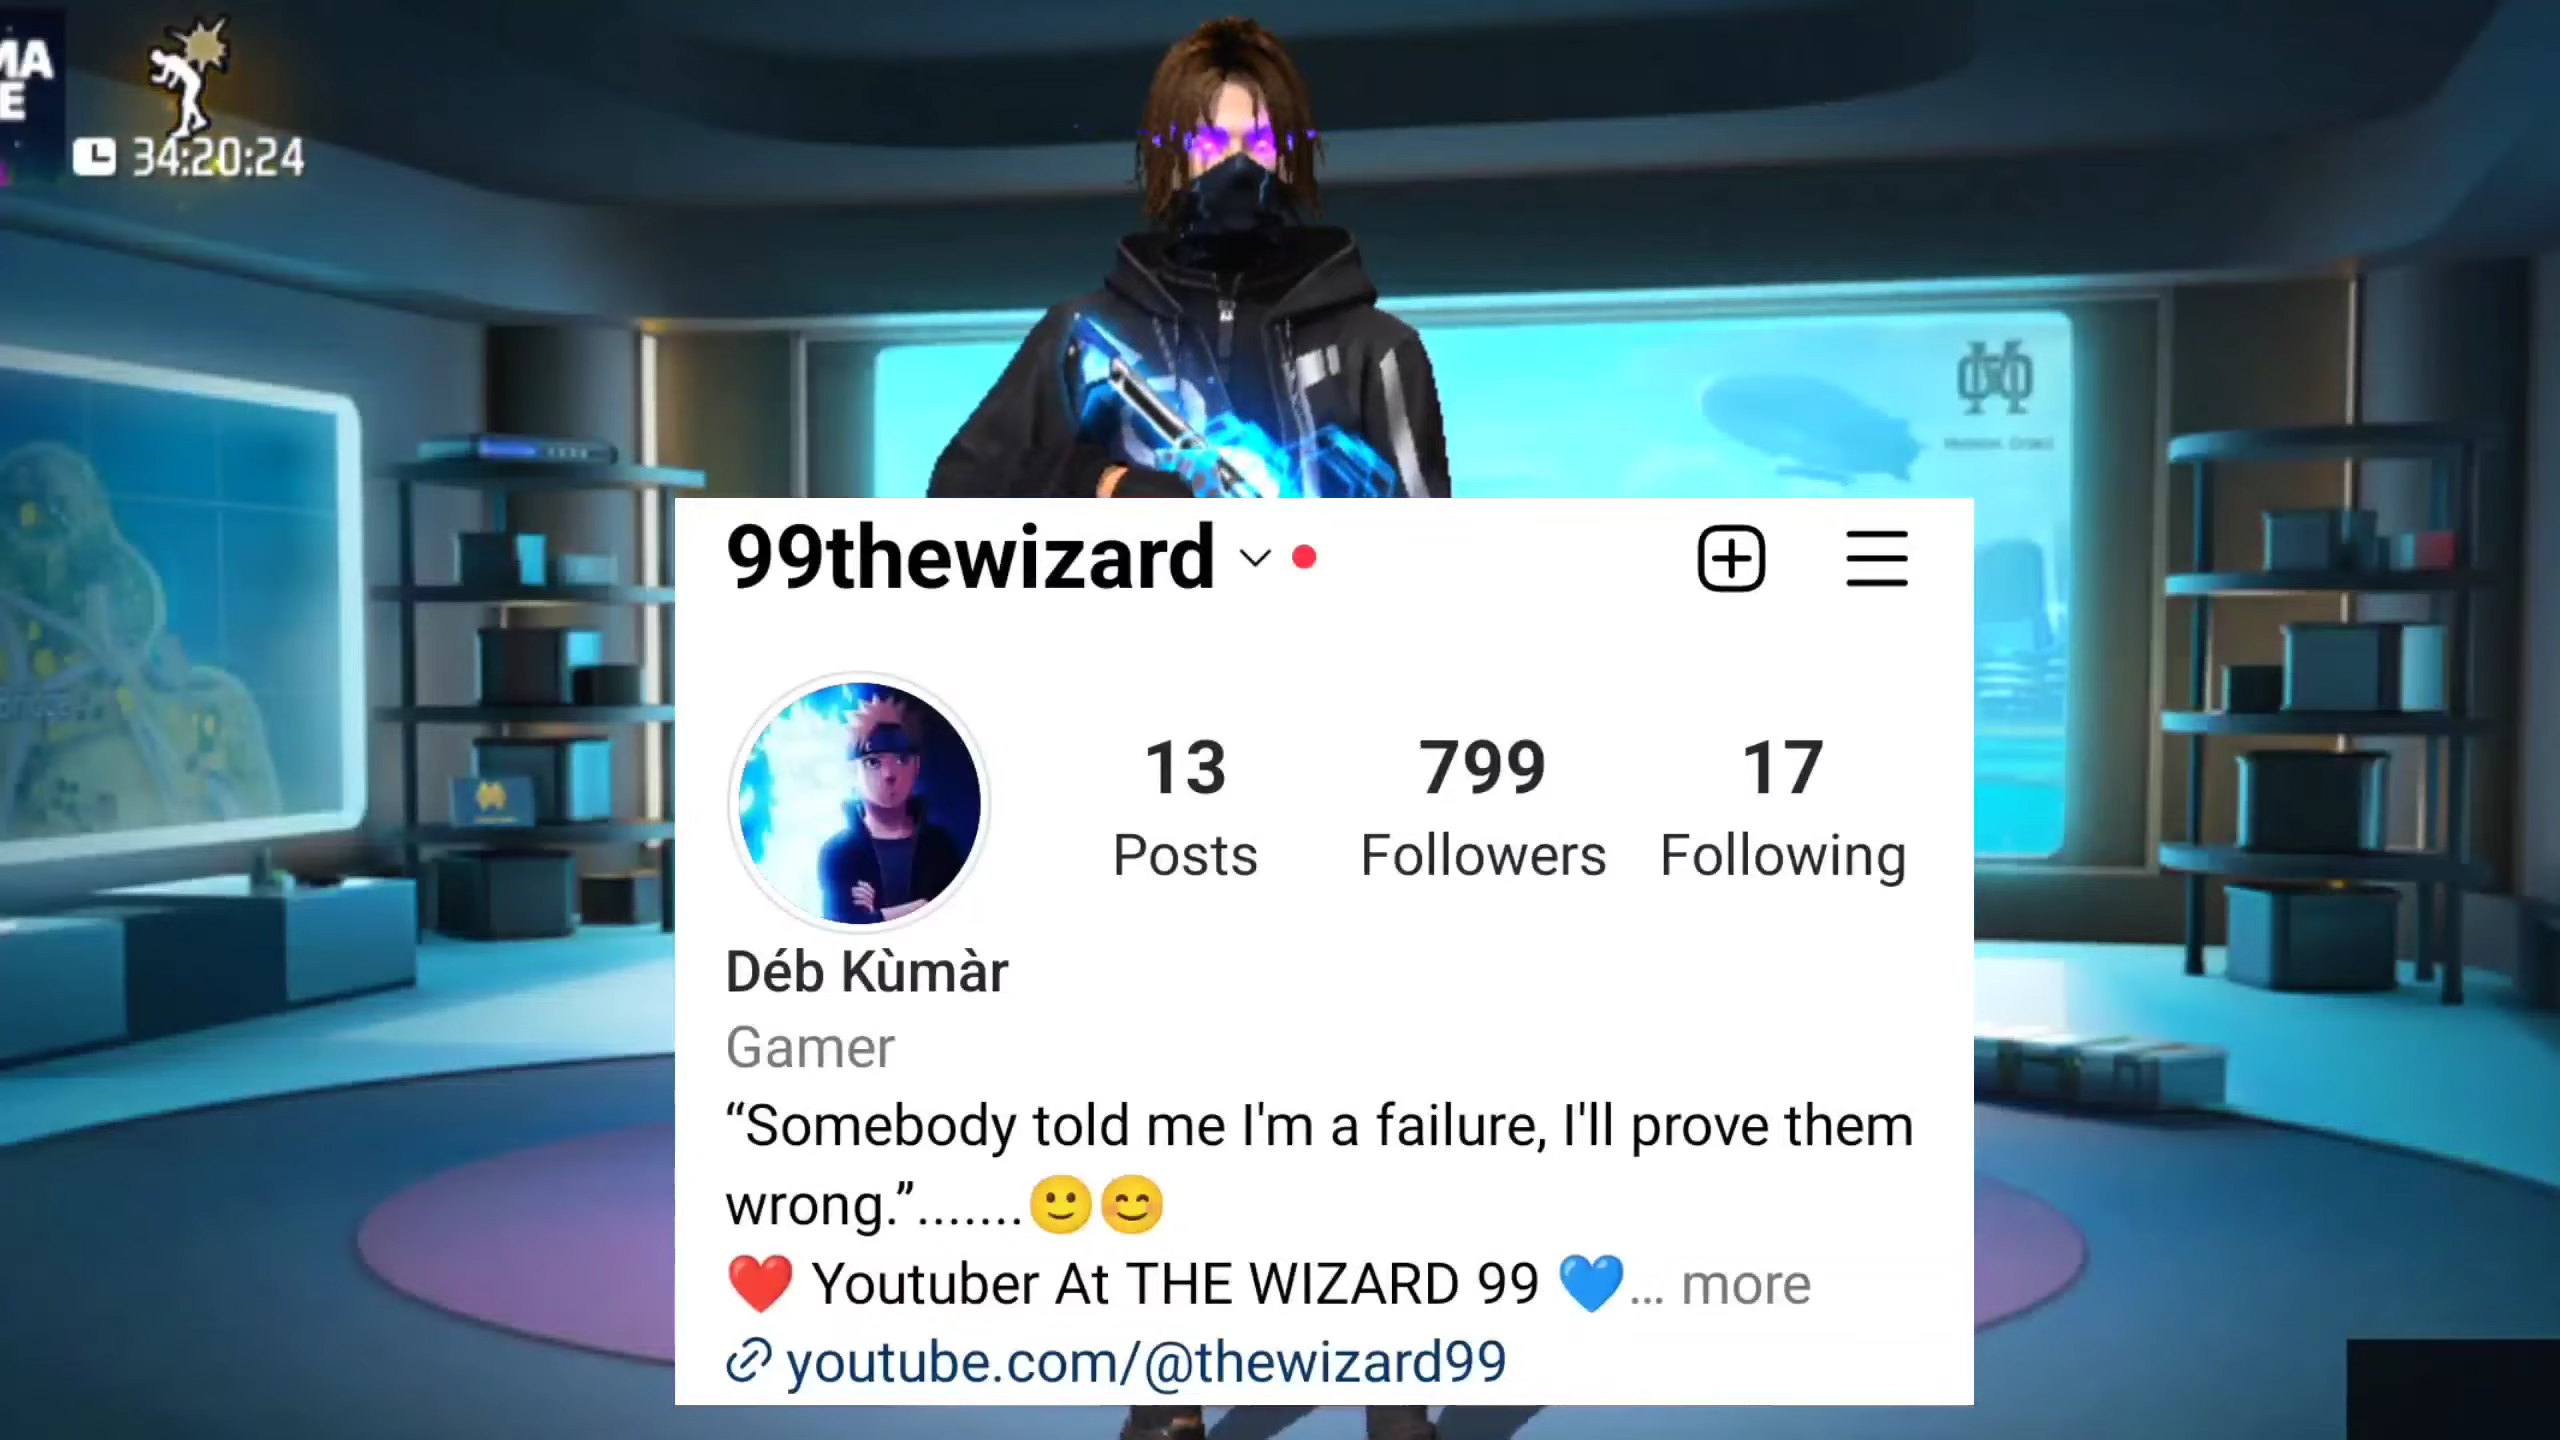 MA
E
34:20:24
99thewizard
13 799 17
Posts Followers Following
Déb Kùmàr
Gamer
“Somebody told me I'm a failure, I'll prove them
wrong.”.......🙂😊
❤️ Youtuber At THE WIZARD 99 💙... more
youtube.com/@thewizard99